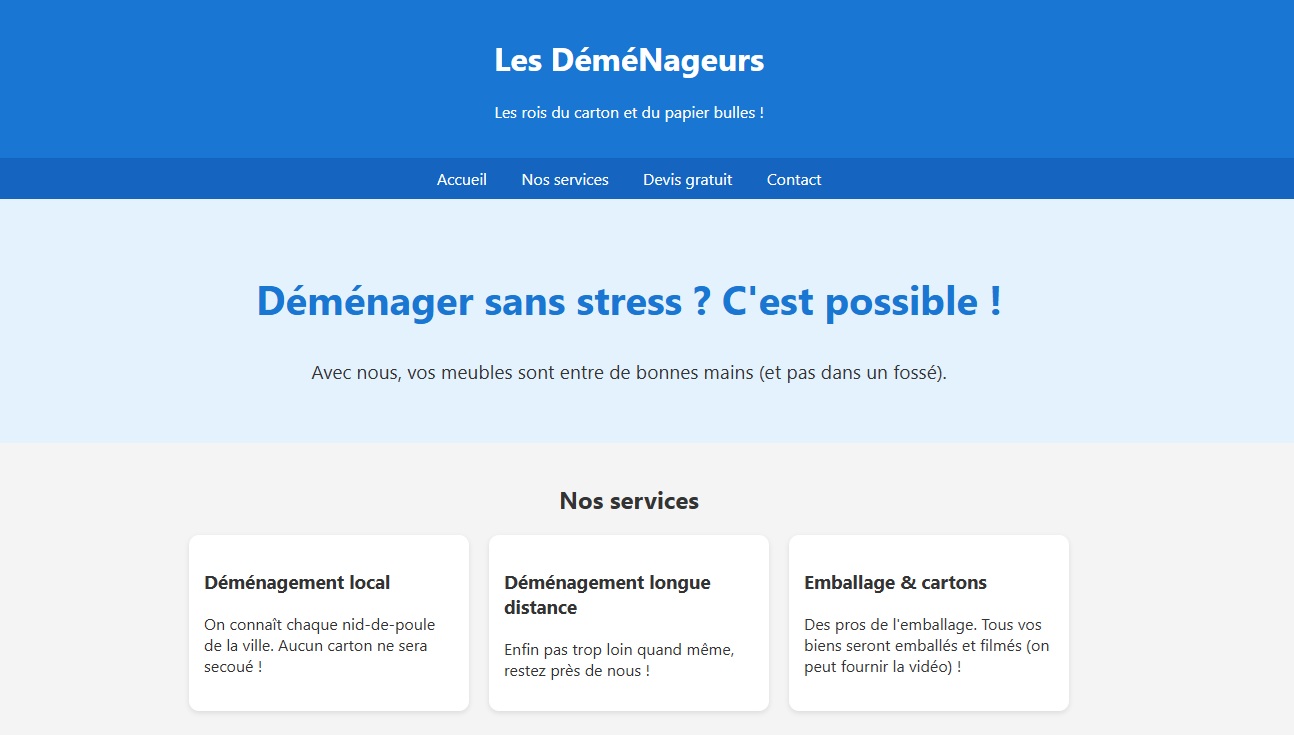 Les DéméNageurs
Les rois du carton et du papier bulles !
Accueil Nos services Devis gratuit Contact
Déménager sans stress ? C'est possible !
Avec nous, vos meubles sont entre de bonnes mains (et pas dans un fossé).
Nos services
Déménagement local
On connaît chaque nid-de-poule
de la ville. Aucun carton ne sera
secoué !
Déménagement longue
distance
Enfin pas trop loin quand même,
restez près de nous !
Emballage & cartons
Des pros de l'emballage. Tous vos
biens seront emballés et filmés (on
peut fournir la vidéo) !